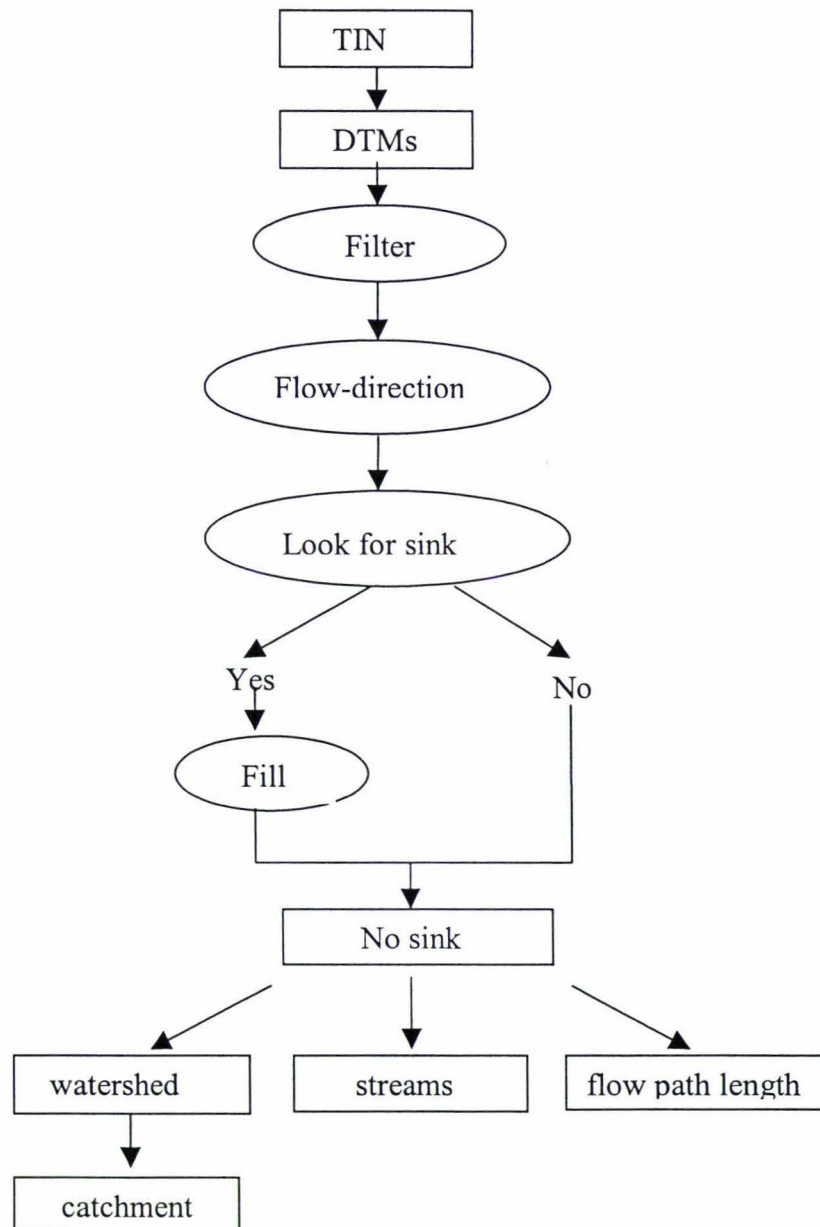 TIN
DTMs
Filter
Flow-direction
Look for sink
Yes
No
Fill
No sink
watershed
streams
flow path length
catchment